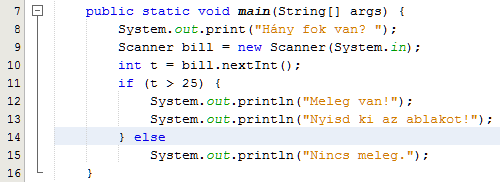 7 public static void main(String[] args) {
8 System.out.print("Hány fok van? ");
9 Scanner bill = new Scanner(System.in);
10 int t = bill.nextInt();
11 if (t > 25) {
12 System.out.println("Meleg van!");
13 System.out.println("Nyisd ki az ablakot!");
14 } else
15 System.out.println("Nincs meleg.");
16 }